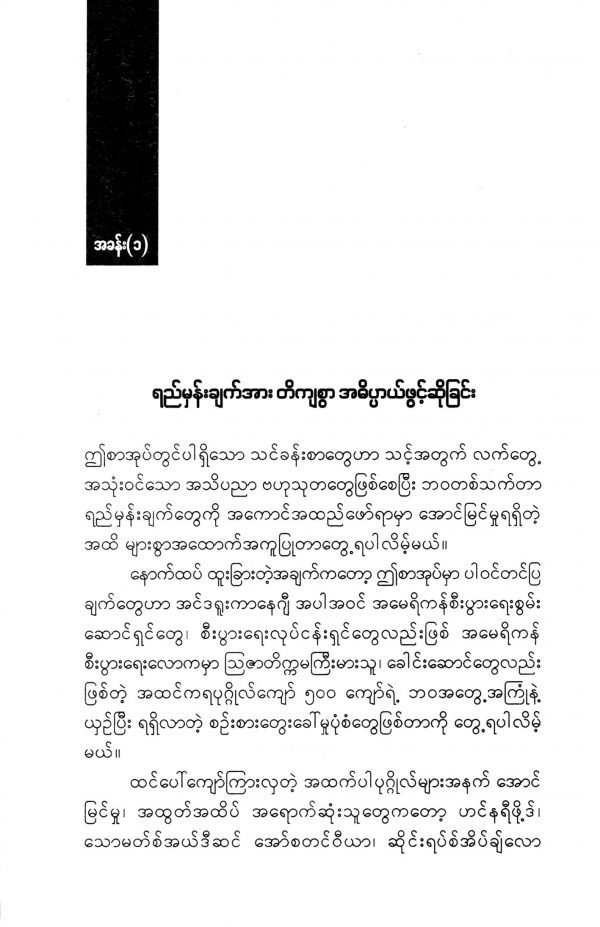 အခန်း(၁)
ရည်မှန်းချက်အား တိကျစွာ အဓိပ္ပာယ်ဖွင့်ဆိုခြင်း
ဤစာအုပ်တွင်ပါရှိသော သင်ခန်းစာတွေဟာ သင့်အတွက် လက်တွေ့
အသုံးဝင်သော အသိပညာ ဗဟုသုတတွေဖြစ်စေပြီး ဘဝတစ်သက်တာ
ရည်မှန်းချက်တွေကို အကောင်အထည်ဖော်ရာမှာ အောင်မြင်မှုရရှိတဲ့
အထိ များစွာအထောက်အကူပြုတာတွေ့ရပါလိမ့်မယ်။
နောက်ထပ် ထူးခြားတဲ့အချက်ကတော့ ဤစာအုပ်မှာ ပါဝင်တင်ပြ
ချက်တွေဟာ အင်ဒရူးကာနေဂျီ အပါအဝင် အမေရိကန်စီးပွားရေးစွမ်း
ဆောင်ရှင်တွေ၊ စီးပွားရေးလုပ်ငန်းရှင်တွေလည်းဖြစ် အမေရိကန်
စီးပွားရေးလောကမှာ ဩဇာတိက္ကမကြီးမားသူ၊ ခေါင်းဆောင်တွေလည်း
ဖြစ်တဲ့ အထင်ကရပုဂ္ဂိုလ်ကျော် ၅၀၀ ကျော်ရဲ့ ဘဝအတွေ့အကြုံနဲ့
ယှဉ်ပြီး ရရှိလာတဲ့ စဉ်းစားတွေးခေါ်မှုပုံစံတွေဖြစ်တာကို တွေ့ရပါလိမ့်
မယ်။
ထင်ပေါ်ကျော်ကြားလှတဲ့ အထက်ပါပုဂ္ဂိုလ်များအနက် အောင်
မြင်မှု၊ အထွတ်အထိပ် အရောက်ဆုံးသူတွေကတော့ ဟင်နရီဖို့ဒ်၊
သောမတ်စ်အယ်ဒီဆင် အော်စတင်ဝီယာ၊ ဆိုင်းရပ်စ်အိပ်ချ်လော